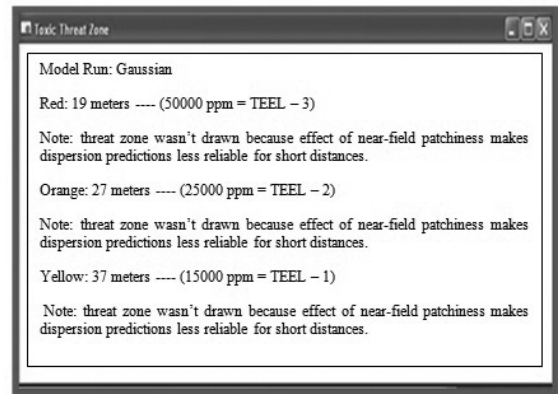 Toxic Threat Zone
Model Run: Gaussian
Red: 19 meters ---- (50000 ppm = TEEL – 3)
Note: threat zone wasn’t drawn because effect of near-field patchiness makes
dispersion predictions less reliable for short distances.
Orange: 27 meters ---- (25000 ppm = TEEL – 2)
Note: threat zone wasn’t drawn because effect of near-field patchiness makes
dispersion predictions less reliable for short distances.
Yellow: 37 meters ---- (15000 ppm = TEEL – 1)
Note: threat zone wasn’t drawn because effect of near-field patchiness makes
dispersion predictions less reliable for short distances.